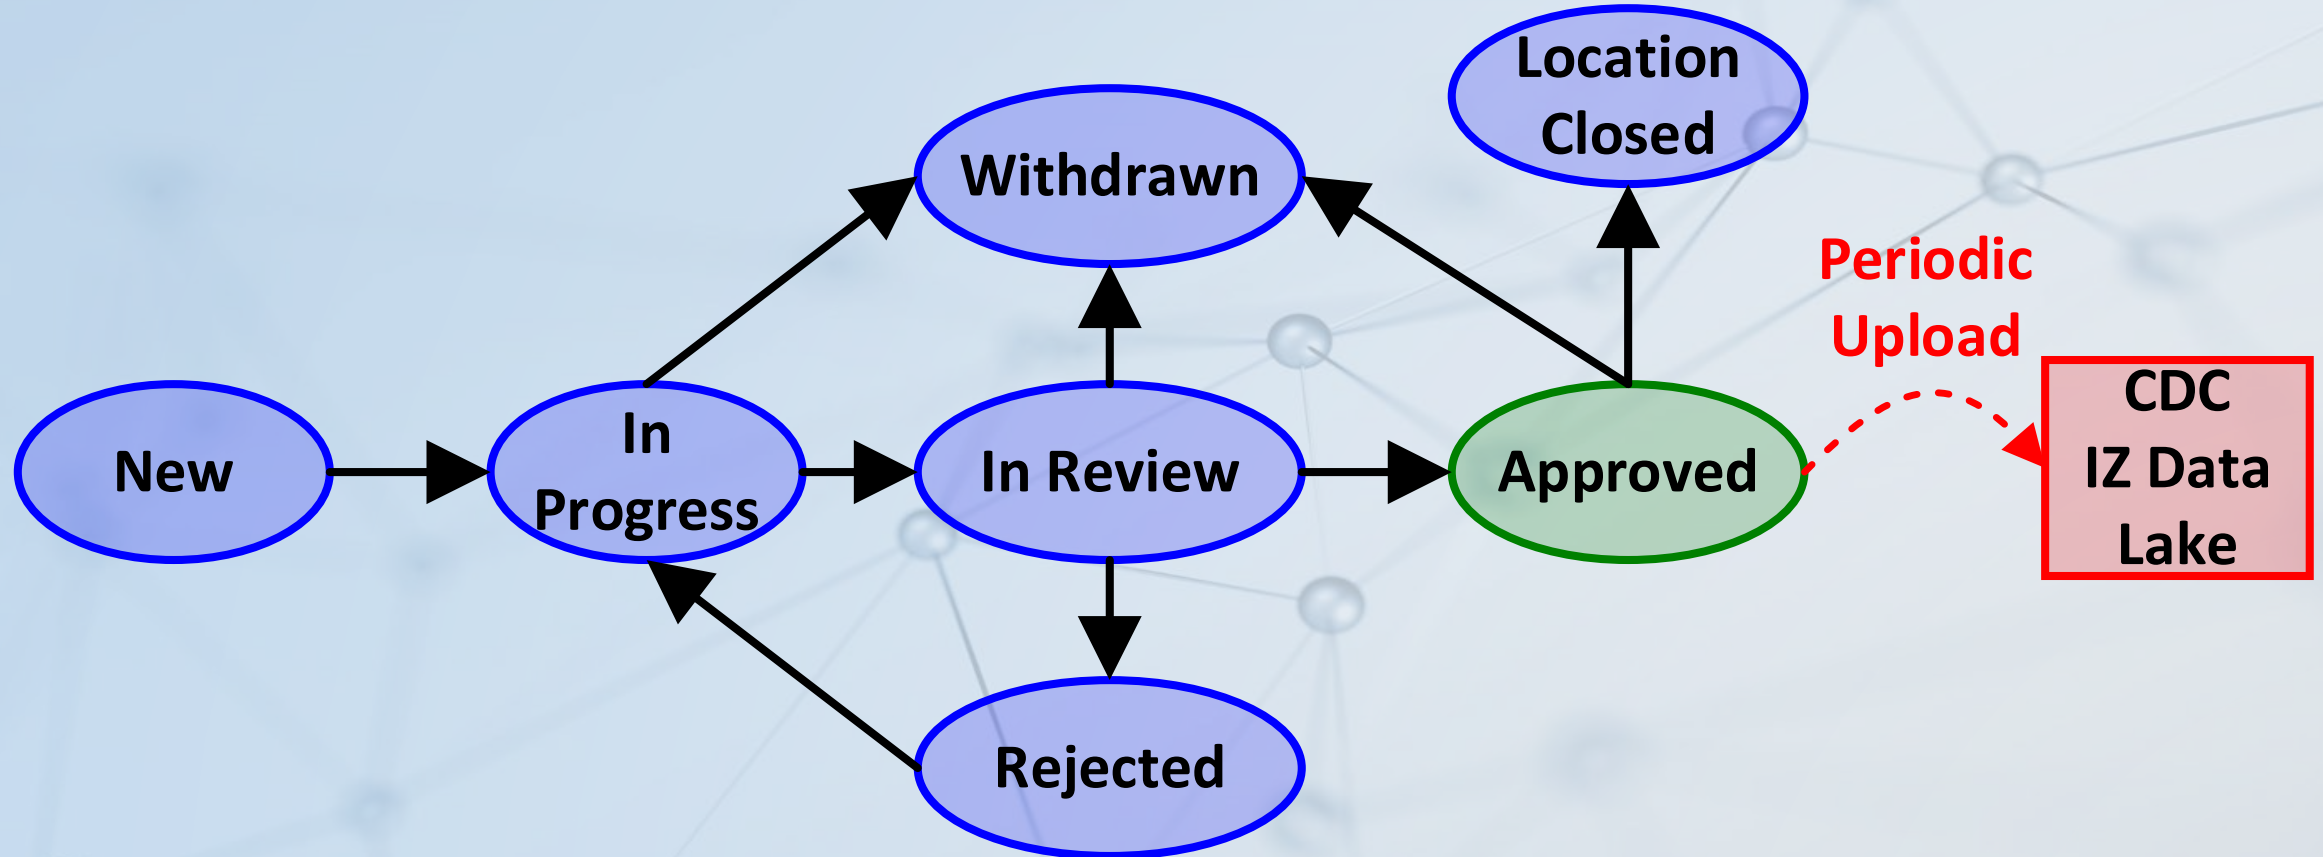 Location
Closed
Withdrawn
Periodic
Upload
New
In
Progress
In Review
Approved
CDC
IZ Data
Lake
Rejected